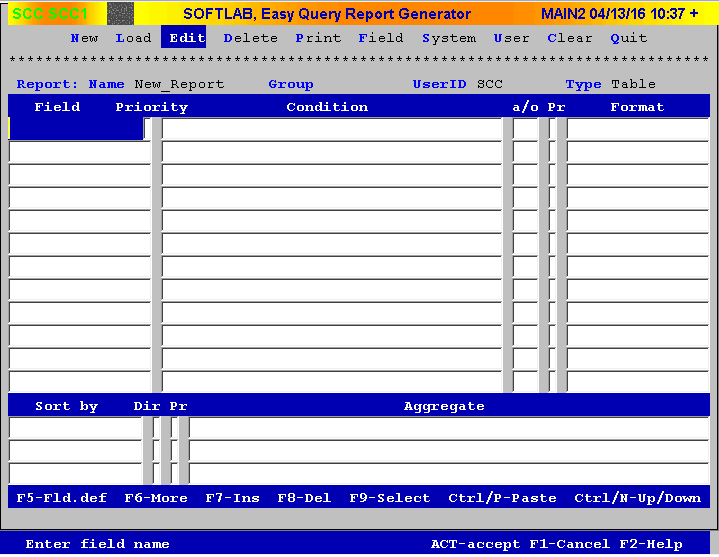 SCC SCC1 SOFTLAB, Easy Query Report Generator MAIN2 04/13/16 10:37 +
New Load Edit Delete Print Field System User Clear Quit
******************************************************************************
Report: Name New_Report Group UserID SCC Type Table
Field Priority Condition a/o Pr Format
Sort by Dir Pr Aggregate
F5-Fld.def F6-More F7-Ins F8-Del F9-Select Ctrl/P-Paste Ctrl/N-Up/Down
Enter field name ACT-accept F1-Cancel F2-Help